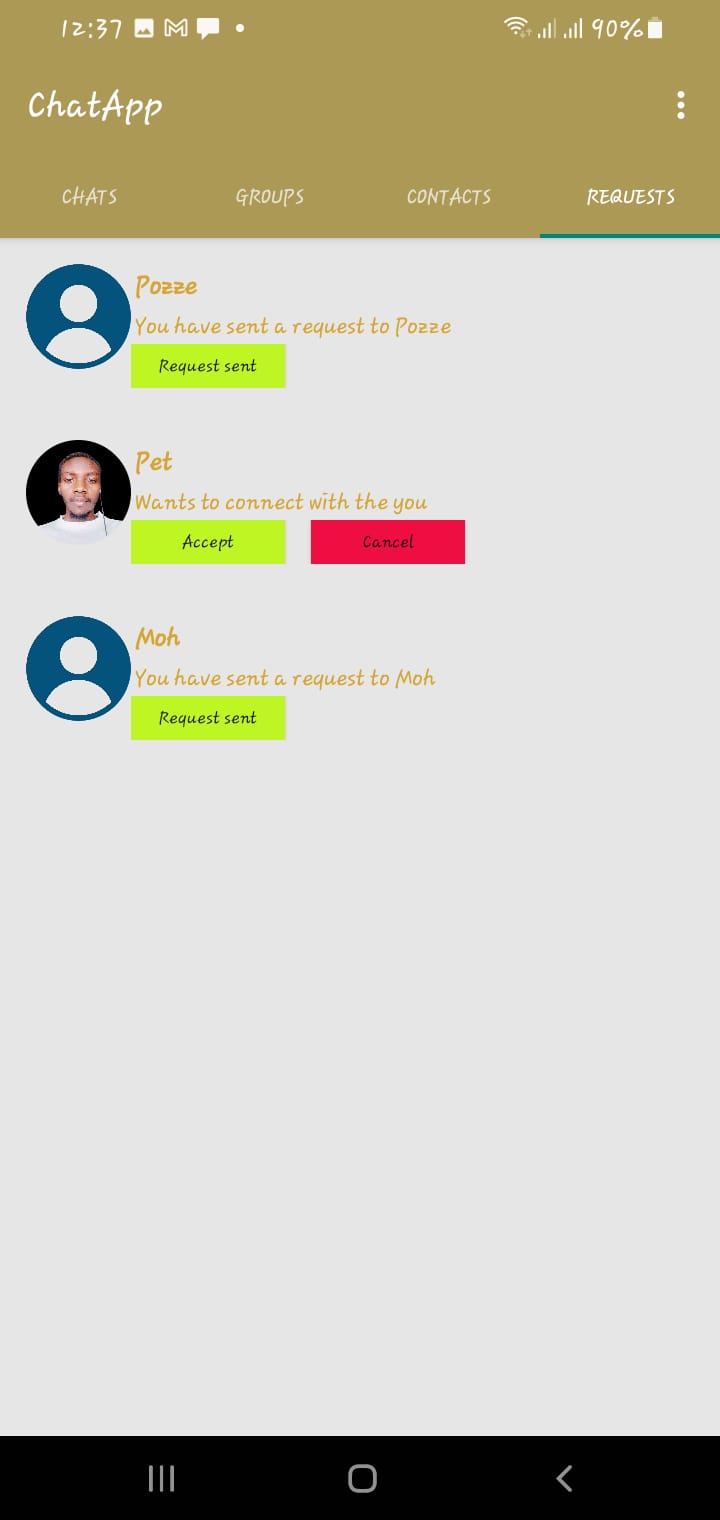 12:37 90%
ChatApp
CHATS GROUPS CONTACTS REQUESTS
Pozze
You have sent a request to Pozze
Request sent
Pet
Wants to connect with the you
Accept Cancel
Moh
You have sent a request to Moh
Request sent